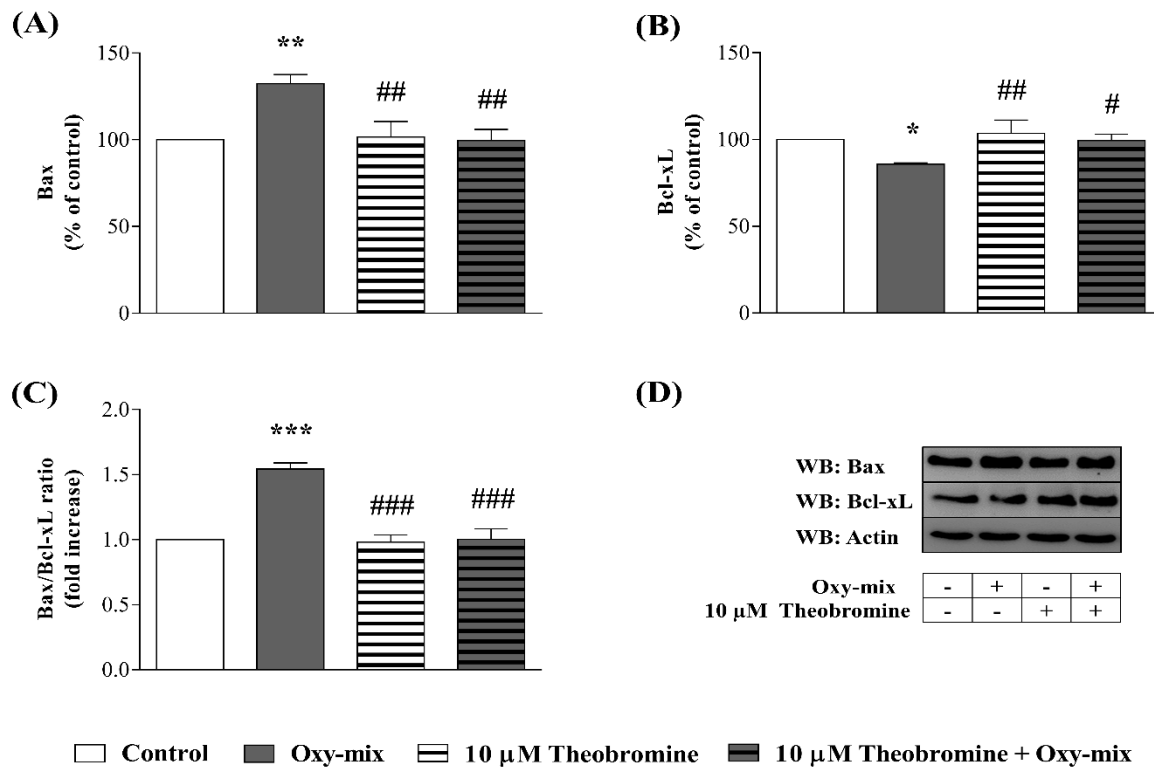 (A)
150
100
50
0
Bax
(% of control)
**
##
##
(B)
150
100
50
0
Bcl-xL
(% of control)
*
##
#
(C)
2.0
1.5
1.0
0.5
0.0
Bax/Bcl-xL ratio
(fold increase)
***
###
###
(D)
WB: Bax
WB: Bcl-xL
WB: Actin
Oxy-mix - + - +
10 µM Theobromine - - + +
Control Oxy-mix 10 µM Theobromine 10 µM Theobromine + Oxy-mix